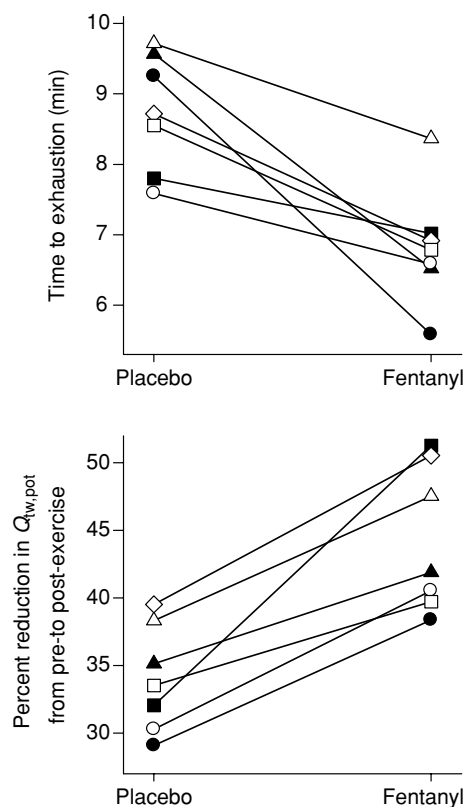 Time to exhaustion (min)
10
9
8
7
6
Placebo
Fentanyl
Percent reduction in Qtw,pot
from pre-to post-exercise
50
45
40
35
30
Placebo
Fentanyl